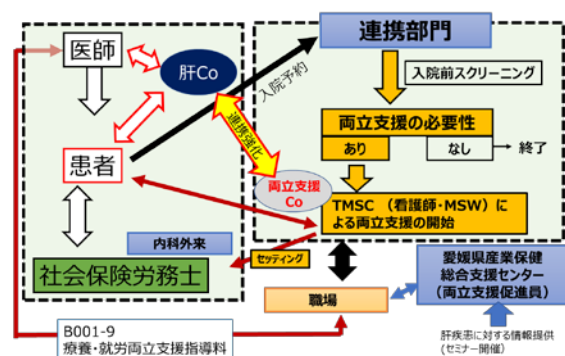 医師
肝Co
患者
連携強化
入院予約
内科外来
社会保険労務士
B001-9
療養・就労両立支援指導料
連携部門
入院前スクリーニング
両立支援の必要性
あり
なし
終了
両立支援
Co
TMSC (看護師・MSW) に
よる両立支援の開始
セッティング
職場
愛媛県産業保健
総合支援センター
(両立支援促進員)
肝疾患に対する情報提供
(セミナー開催)